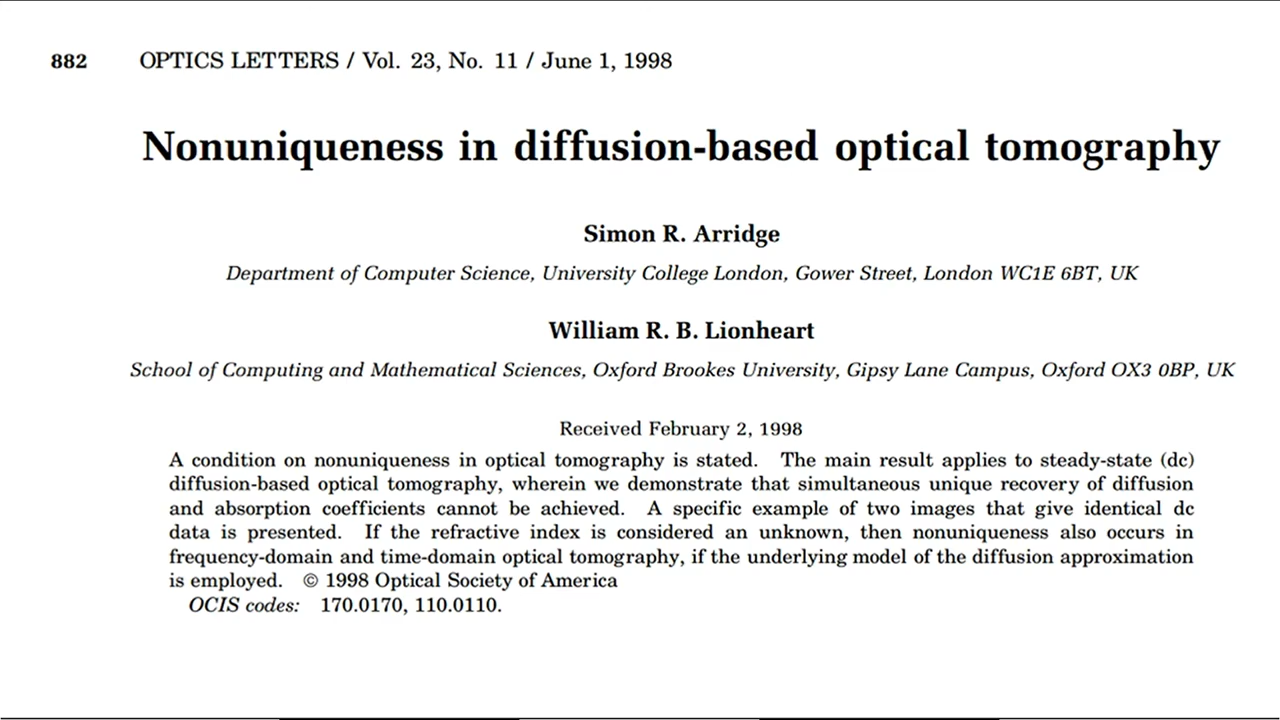 882 OPTICS LETTERS / Vol. 23, No. 11 / June 1, 1998
Nonuniqueness in diffusion-based optical tomography
Simon R. Arridge
Department of Computer Science, University College London, Gower Street, London WC1E 6BT, UK
William R. B. Lionheart
School of Computing and Mathematical Sciences, Oxford Brookes University, Gipsy Lane Campus, Oxford OX3 0BP, UK
Received February 2, 1998
A condition on nonuniqueness in optical tomography is stated. The main result applies to steady-state (dc)
diffusion-based optical tomography, wherein we demonstrate that simultaneous unique recovery of diffusion
and absorption coefficients cannot be achieved. A specific example of two images that give identical dc
data is presented. If the refractive index is considered an unknown, then nonuniqueness also occurs in
frequency-domain and time-domain optical tomography, if the underlying model of the diffusion approximation
is employed. © 1998 Optical Society of America
OCIS codes: 170.0170, 110.0110.